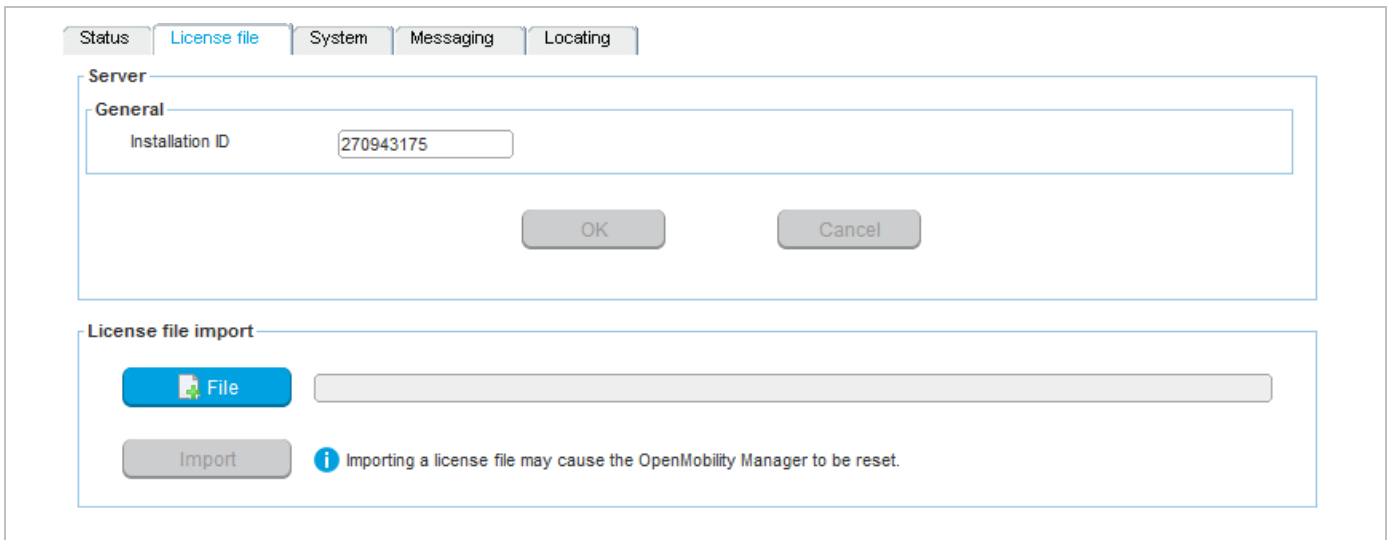 Status License file System Messaging Locating
Server
General
Installation ID 270943175
OK Cancel
License file import
File
Import Importing a license file may cause the OpenMobility Manager to be reset.